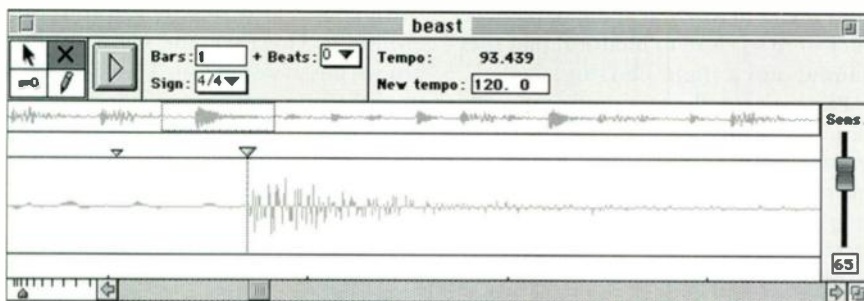 beast
Bars: 1 + Beats: 0 Tempo: 93.439
Sign: 4/4 New tempo: 120. 0
Sens
65